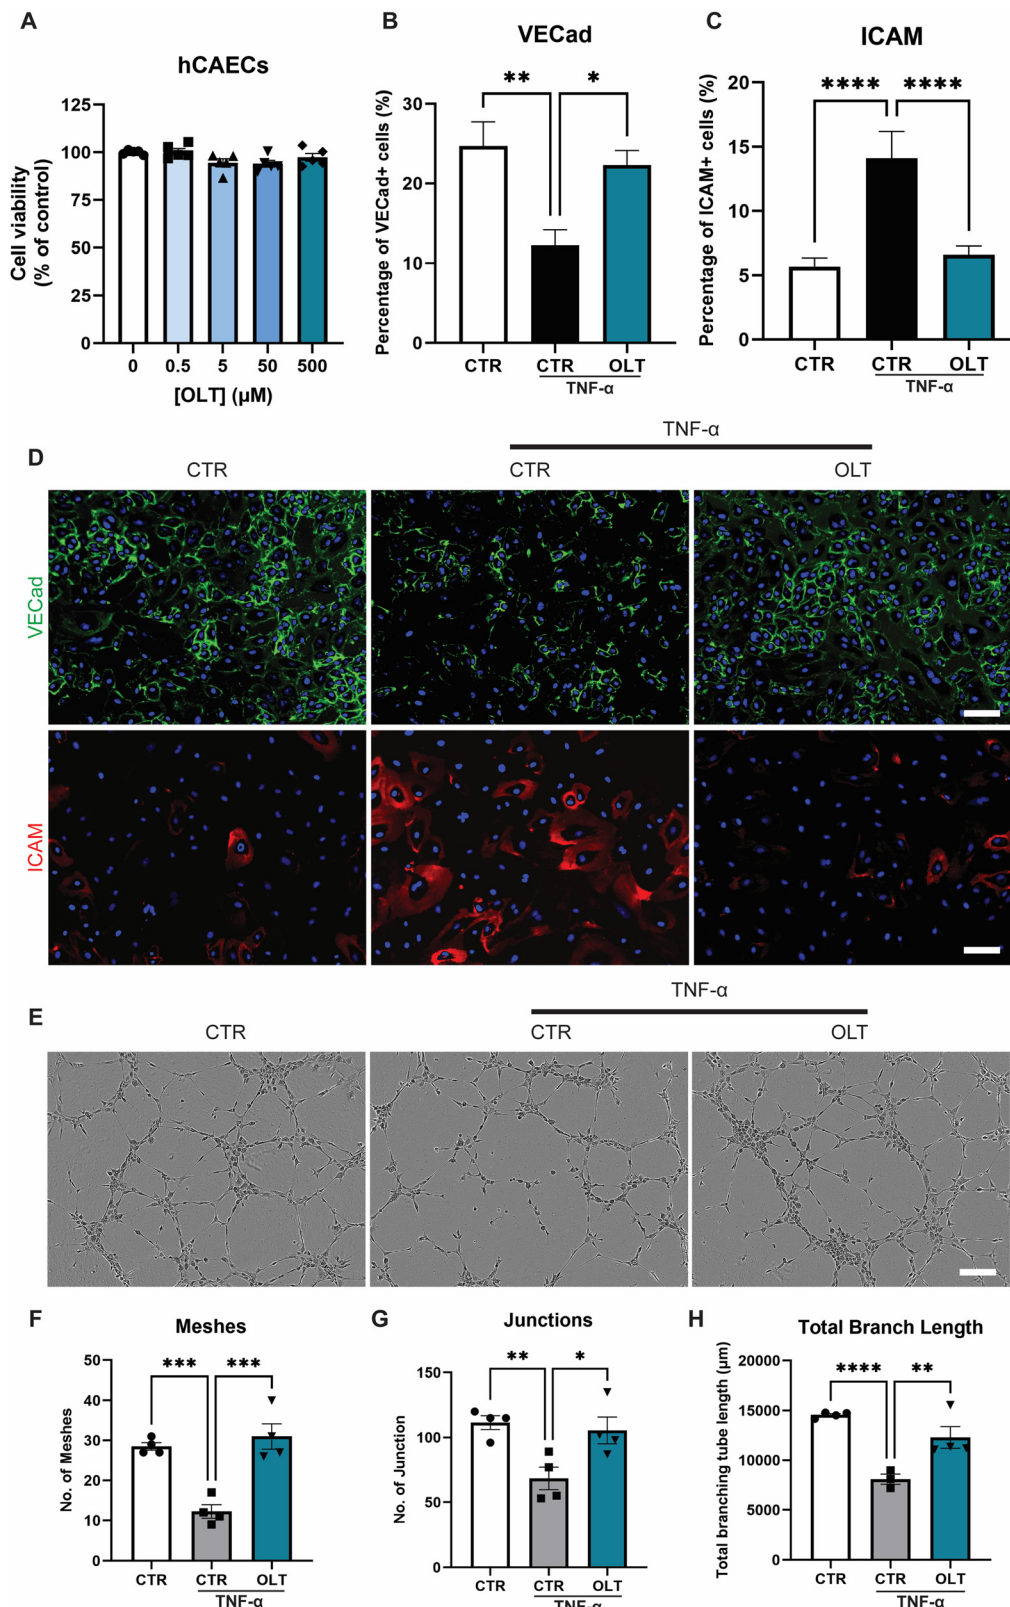 A
hCAECs
Cell viability
(% of control)
125
100
75
50
25
0
0 0.5 5 50 500
[OLT] (µM)
B
VECad
** *
Percentage of VECad+ cells (%)
30
20
10
0
CTR CTR OLT
TNF-α
C
ICAM
**** ****
Percentage of ICAM+ cells (%)
20
15
10
5
0
CTR CTR OLT
TNF-α
D
TNF-α
CTR CTR OLT
VECad
ICAM
E
TNF-α
CTR CTR OLT
F
Meshes
*** ***
No. of Meshes
50
40
30
20
10
0
CTR CTR OLT
TNF-α
G
Junctions
** *
No. of Junction
150
100
50
0
CTR CTR OLT
TNF-α
H
Total Branch Length
**** **
Total branching tube length (µm)
20000
15000
10000
5000
0
CTR CTR OLT
TNF-α